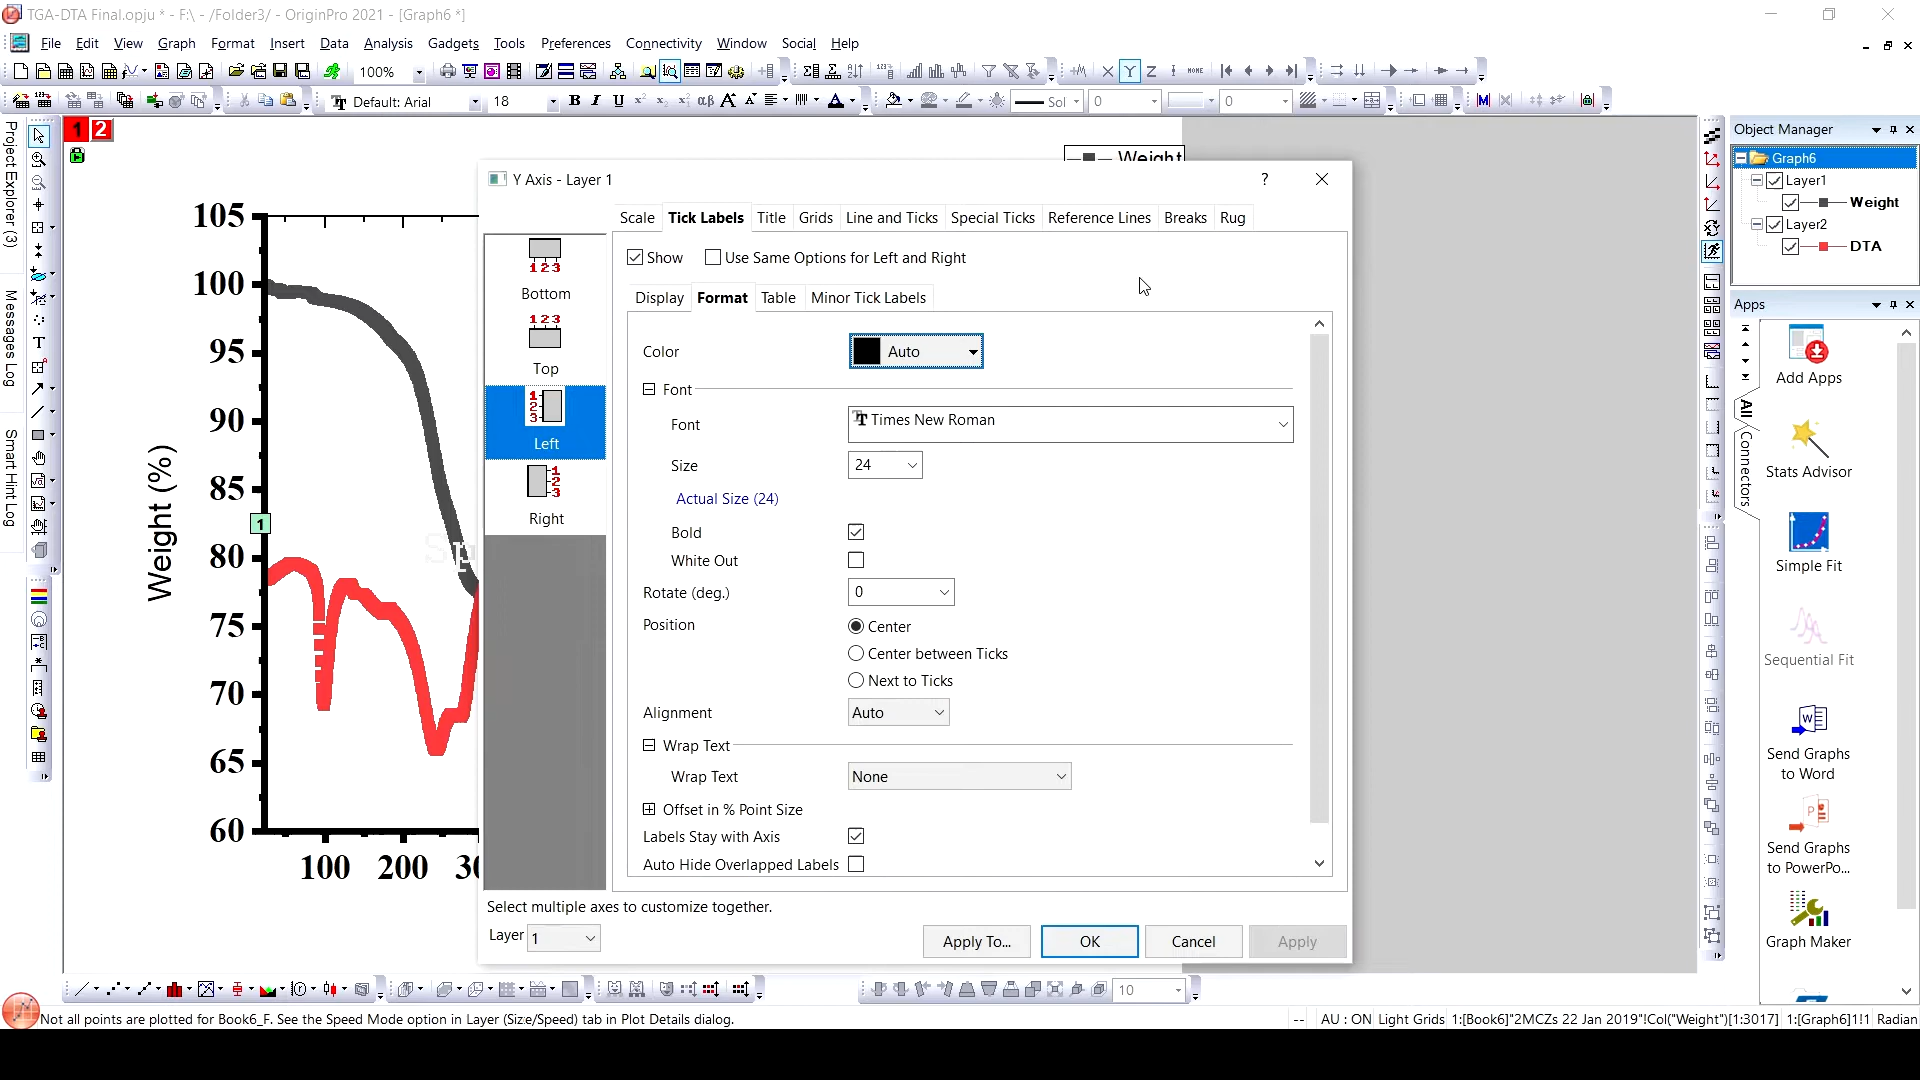 TGA-DTA Final.opju * - F:\ - /Folder3/ - OriginPro 2021 - [Graph6 *]
File Edit View Graph Format Insert Data Analysis Gadgets Tools Preferences Connectivity Window Social Help
100%
Default: Arial 18 B I U Sol 0 0
Project Explorer (3)
Messages Log
Smart Hint Log
1 2
Weight
105
100
95
90
85
80
75
70
65
60
Weight (%)
1
100 200
Y Axis - Layer 1
Scale Tick Labels Title Grids Line and Ticks Special Ticks Reference Lines Breaks Rug
Bottom
Top
Left
Right
Show Use Same Options for Left and Right
Display Format Table Minor Tick Labels
Color Auto
Font
Font Times New Roman
Size 24
Actual Size (24)
Bold
White Out
Rotate (deg.) 0
Position Center
Center between Ticks
Next to Ticks
Alignment Auto
Wrap Text
Wrap Text None
Offset in % Point Size
Labels Stay with Axis
Auto Hide Overlapped Labels
Select multiple axes to customize together.
Layer 1
Apply To... OK Cancel Apply
Object Manager
Graph6
Layer1
Weight
Layer2
DTA
Apps
All
Connectors
Add Apps
Stats Advisor
Simple Fit
Sequential Fit
Send Graphs
to Word
Send Graphs
to PowerPo...
Graph Maker
10
Not all points are plotted for Book6_F. See the Speed Mode option in Layer (Size/Speed) tab in Plot Details dialog.
-- AU : ON Light Grids 1:[Book6]"2MCZs 22 Jan 2019"!Col("Weight")[1:3017] 1:[Graph6]1!1 Radian